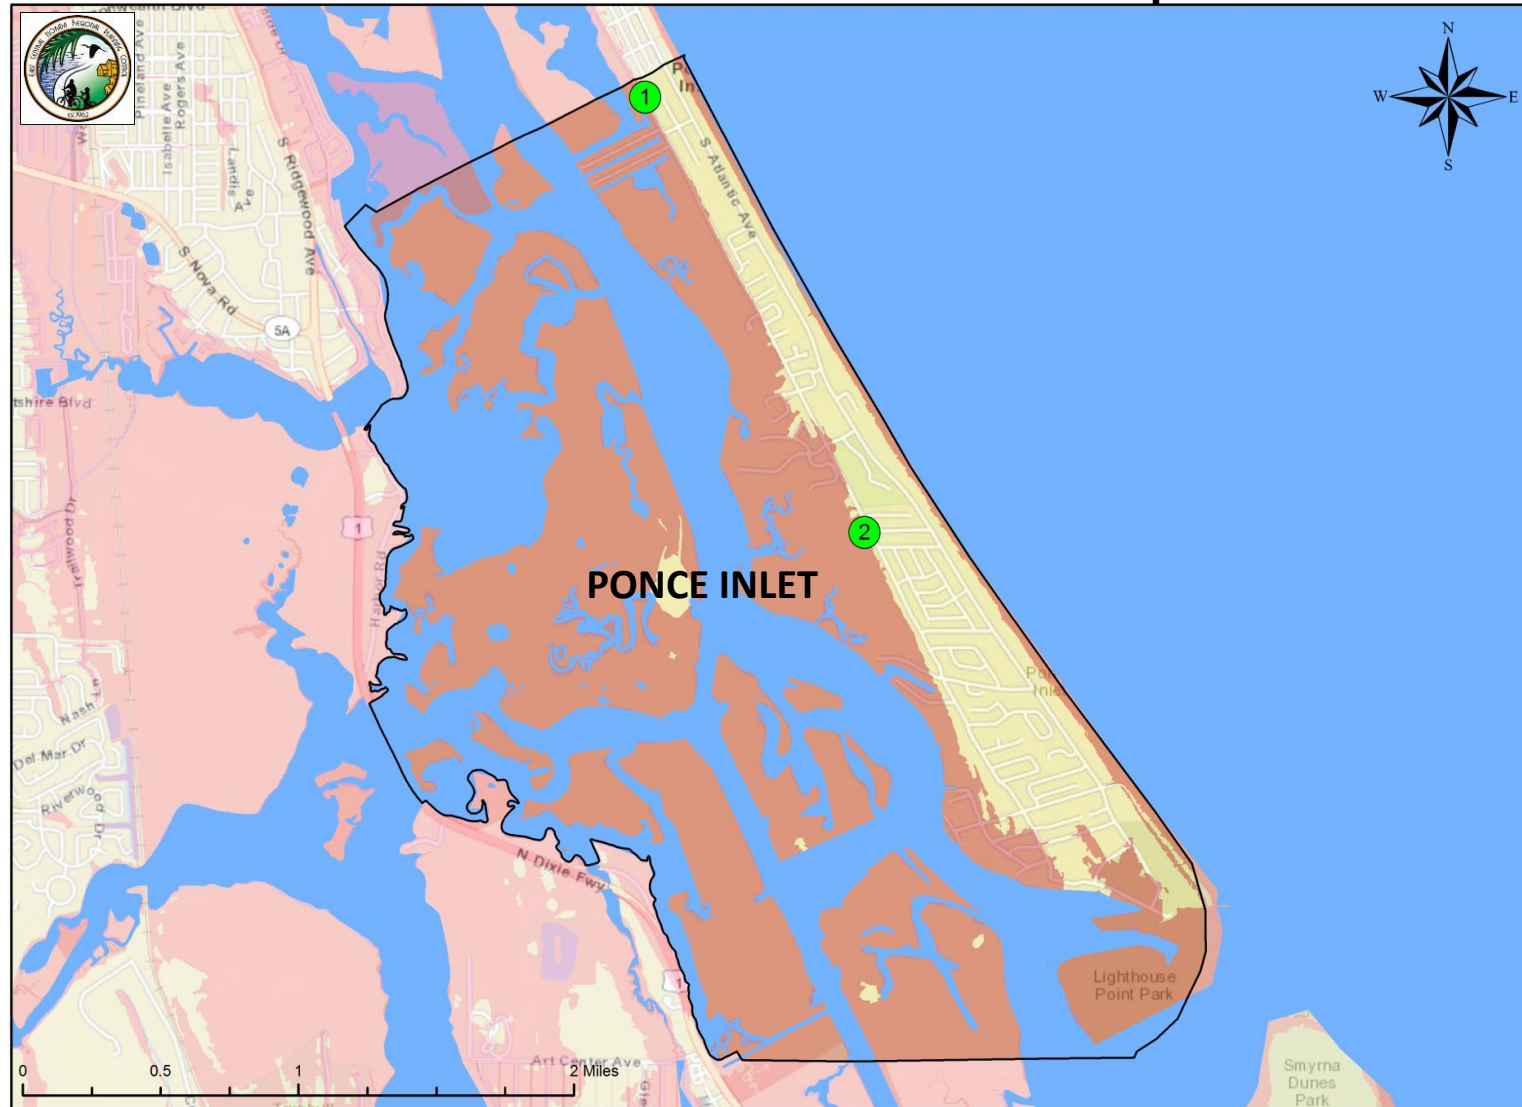 Pineland Ave
Isabelle Ave
Rogers Ave
Landis
Ave
S Ridgewood Ave
S Nova Rd
5A
1
S Atlantic Ave
N
W
E
S
2
PONCE INLET
1
Harbor Rd
Trailwood Dr
Nash Ln
Del Mar Dr
Riverwood Dr
N Dixie Fwy
1
Lighthouse
Point Park
Art Center Ave
Smyrna
Dunes
Park
0
0.5
1
2 Miles